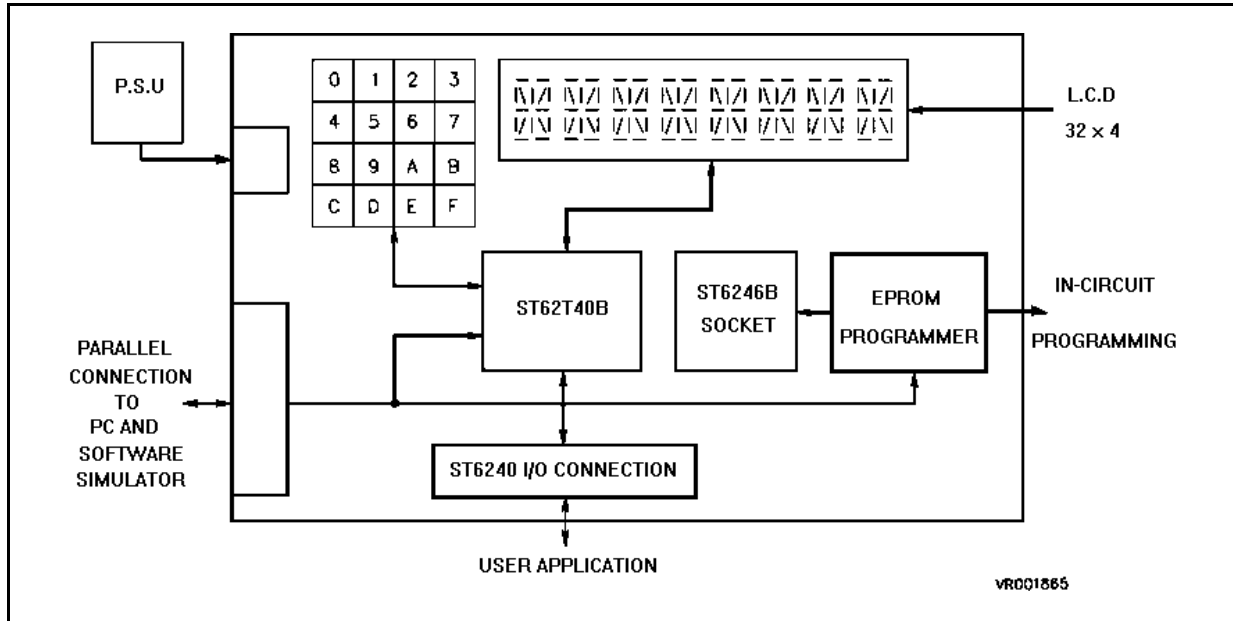 P.S.U
0 1 2 3
4 5 6 7
8 9 A B
C D E F
L.C.D
32 × 4
ST62T40B
ST6246B
SOCKET
EPROM
PROGRAMMER
IN-CIRCUIT
PROGRAMMING
PARALLEL
CONNECTION
TO
PC AND
SOFTWARE
SIMULATOR
ST6240 I/O CONNECTION
USER APPLICATION
VR001865